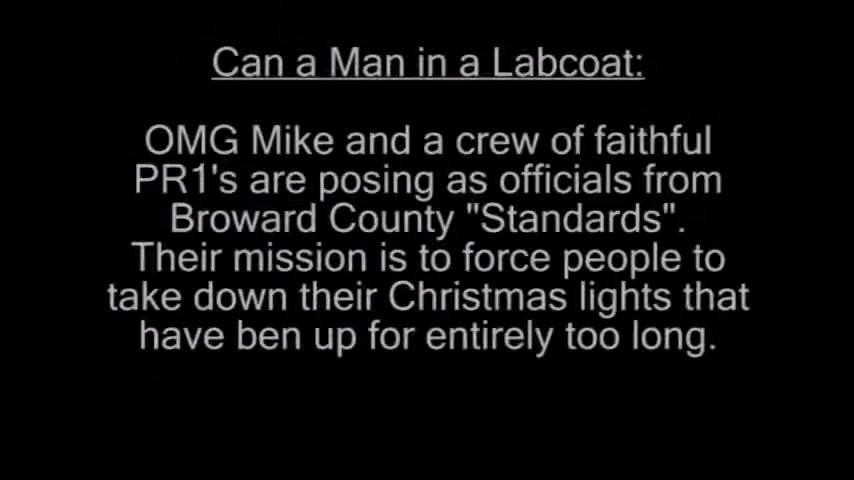 Can a Man in a Labcoat:
OMG Mike and a crew of faithful
PR1's are posing as officials from
Broward County "Standards".
Their mission is to force people to
take down their Christmas lights that
have ben up for entirely too long.